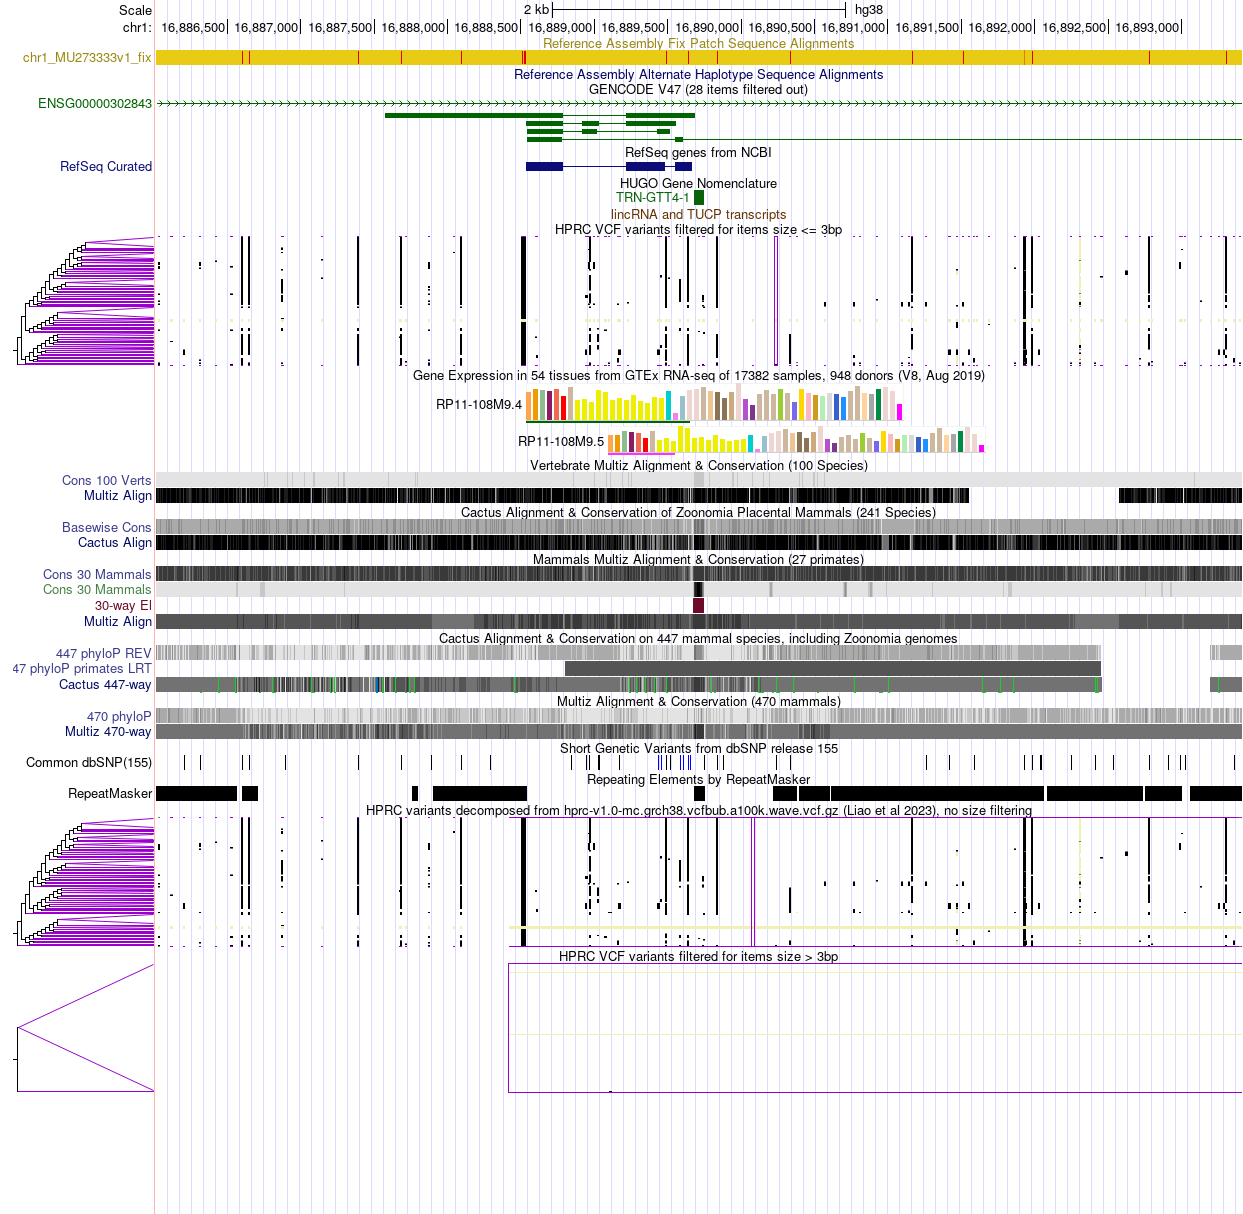 Scale 2 kb hg38
chr1: 16,886,500 16,887,000 16,887,500 16,888,000 16,888,500 16,889,000 16,889,500 16,890,000 16,890,500 16,891,000 16,891,500 16,892,000 16,892,500 16,893,000
Reference Assembly Fix Patch Sequence Alignments
chr1_MU273333v1_fix
Reference Assembly Alternate Haplotype Sequence Alignments
GENCODE V47 (28 items filtered out)
ENSG00000302843
RefSeq genes from NCBI
RefSeq Curated
HUGO Gene Nomenclature
TRN-GTT4-1
lincRNA and TUCP transcripts
HPRC VCF variants filtered for items size <= 3bp
Gene Expression in 54 tissues from GTEx RNA-seq of 17382 samples, 948 donors (V8, Aug 2019)
RP11-108M9.4
RP11-108M9.5
Vertebrate Multiz Alignment & Conservation (100 Species)
Cons 100 Verts
Multiz Align
Cactus Alignment & Conservation of Zoonomia Placental Mammals (241 Species)
Basewise Cons
Cactus Align
Mammals Multiz Alignment & Conservation (27 primates)
Cons 30 Mammals
Cons 30 Mammals
30-way El
Multiz Align
Cactus Alignment & Conservation on 447 mammal species, including Zoonomia genomes
447 phyloP REV
47 phyloP primates LRT
Cactus 447-way
Multiz Alignment & Conservation (470 mammals)
470 phyloP
Multiz 470-way
Short Genetic Variants from dbSNP release 155
Common dbSNP(155)
Repeating Elements by RepeatMasker
RepeatMasker
HPRC variants decomposed from hprc-v1.0-mc.grch38.vcfbub.a100k.wave.vcf.gz (Liao et al 2023), no size filtering
HPRC VCF variants filtered for items size > 3bp